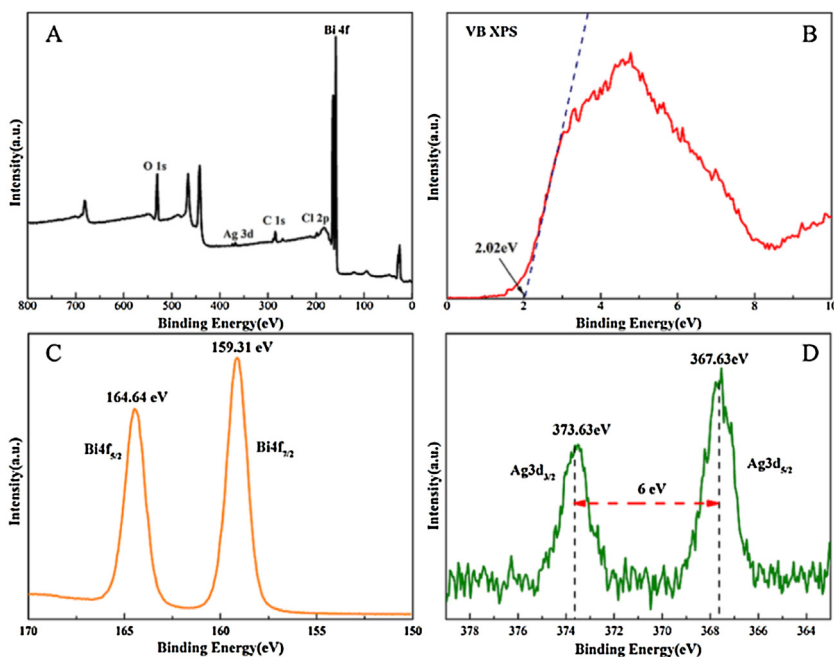 A
Bi 4f
O 1s
Ag 3d
C 1s
Cl 2p
Intensity(a.u.)
800 700 600 500 400 300 200 100 0
Binding Energy(eV)
VB XPS
B
2.02eV
Intensity(a.u.)
0 2 4 6 8 10
Binding Energy(eV)
C
159.31 eV
164.64 eV
Bi4f5/2
Bi4f7/2
Intensity(a.u.)
170 165 160 155 150
Binding Energy(eV)
D
367.63eV
373.63eV
Ag3d3/2
Ag3d5/2
6 eV
Intensity(a.u.)
378 376 374 372 370 368 366 364
Binding Energy(eV)